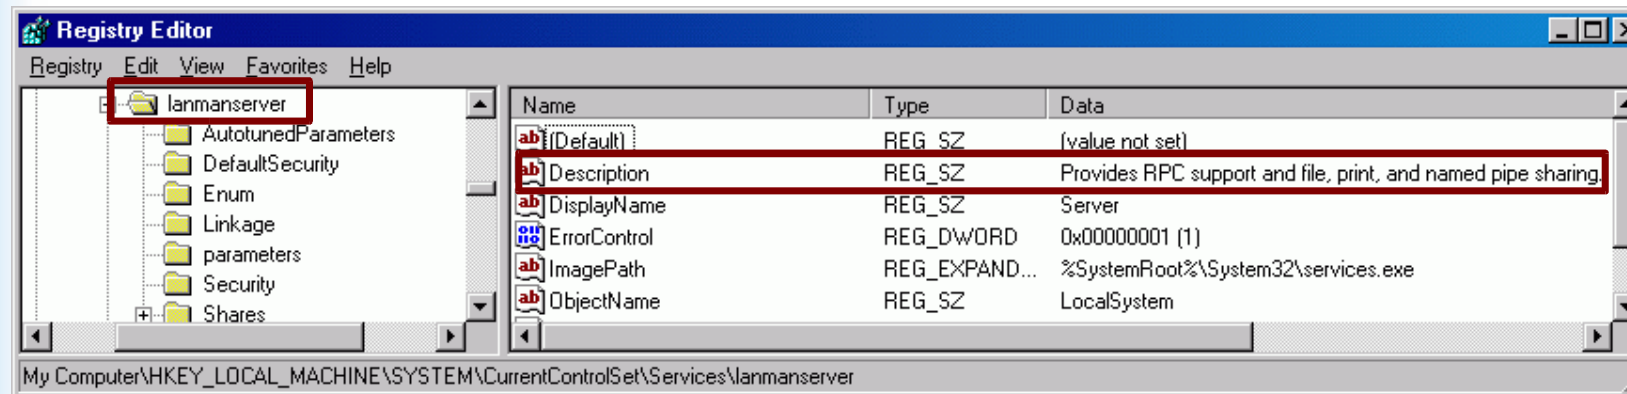 Registry Editor
Registry Edit View Favorites Help
lanmanserver
AutotunedParameters
DefaultSecurity
Enum
Linkage
parameters
Security
Shares
Name Type Data
(Default) REG_SZ (value not set)
Description REG_SZ Provides RPC support and file, print, and named pipe sharing.
DisplayName REG_SZ Server
ErrorControl REG_DWORD 0x00000001 (1)
ImagePath REG_EXPAND... %SystemRoot%\System32\services.exe
ObjectName REG_SZ LocalSystem
My Computer\HKEY_LOCAL_MACHINE\SYSTEM\CurrentControlSet\Services\lanmanserver